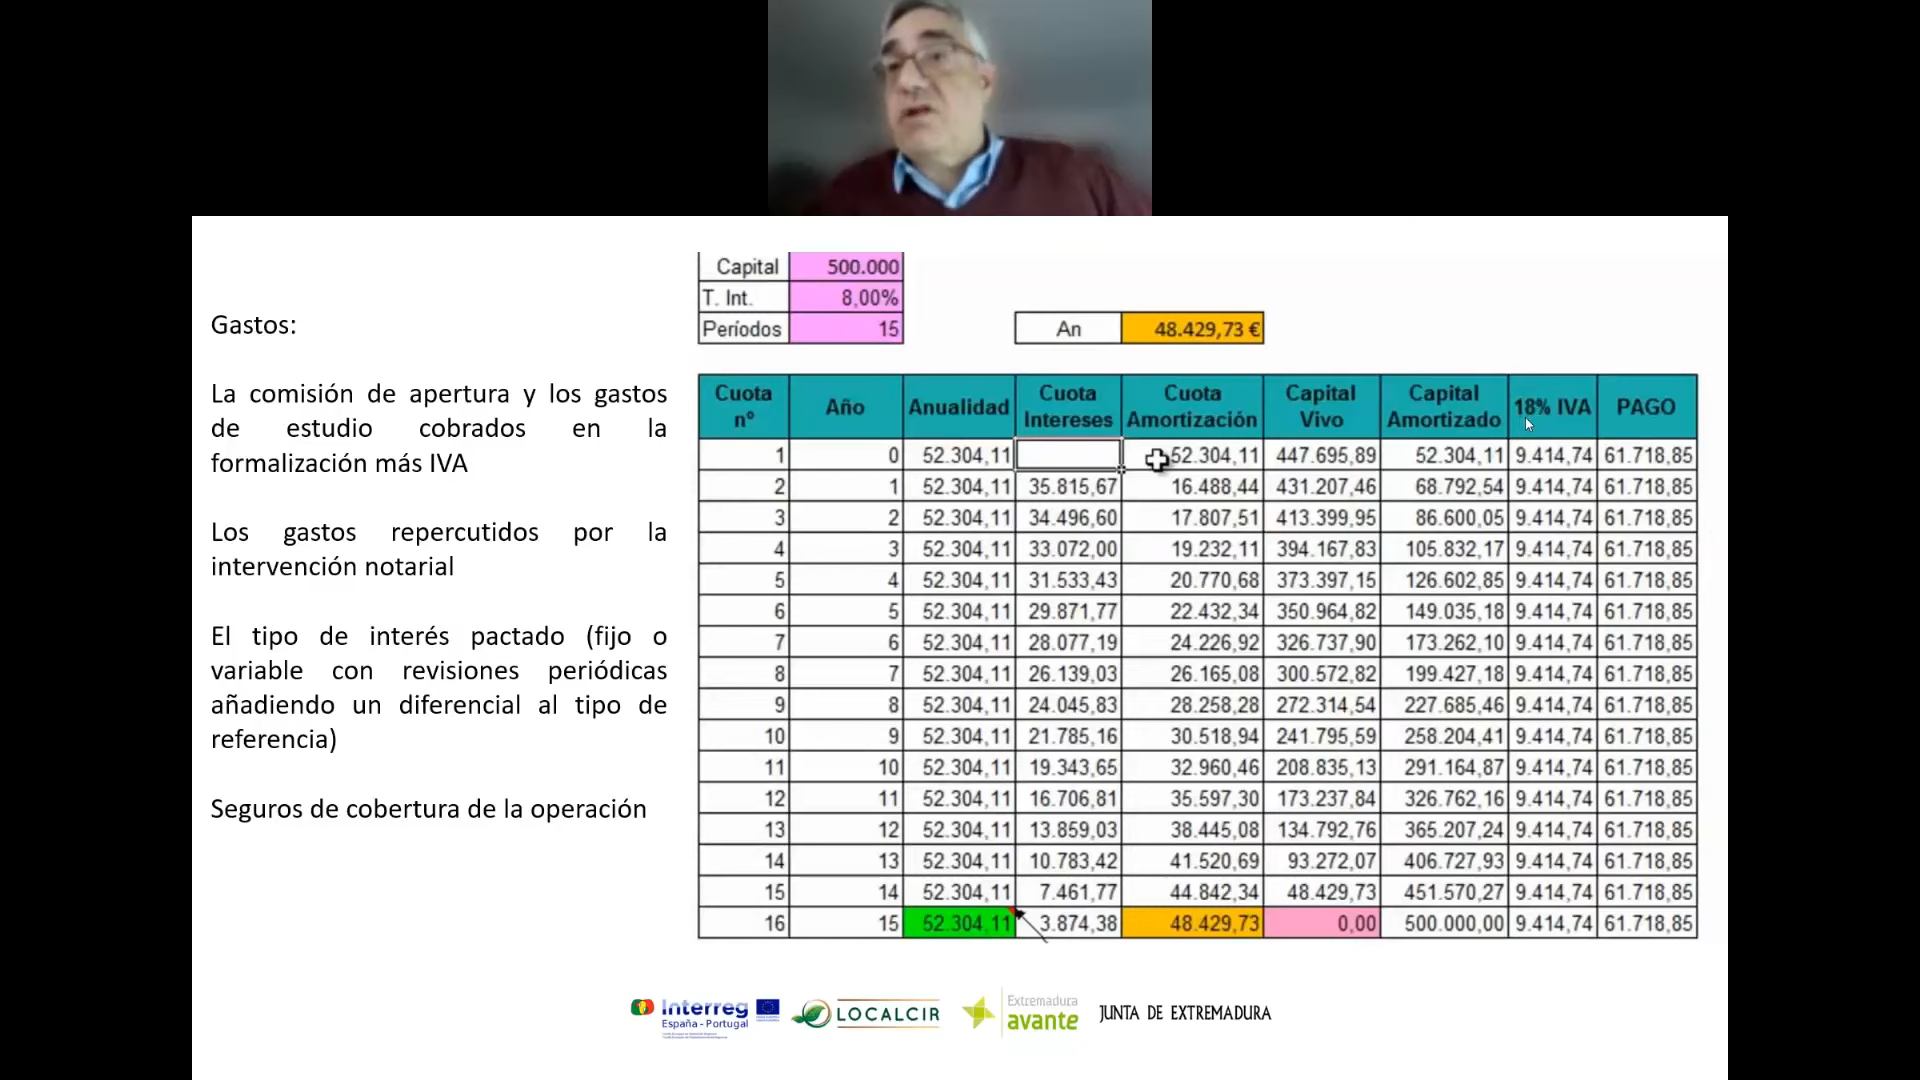 Gastos:
La comisión de apertura y los gastos
de estudio cobrados en la
formalización más IVA
Los gastos repercutidos por la
intervención notarial
El tipo de interés pactado (fijo o
variable con revisiones periódicas
añadiendo un diferencial al tipo de
referencia)
Seguros de cobertura de la operación
Capital 500.000
T. Int. 8,00%
Períodos 15
An 48.429,73 €
Cuota nº Año Anualidad Cuota Intereses Cuota Amortización Capital Vivo Capital Amortizado 18% IVA PAGO
1 0 52.304,11 52.304,11 447.695,89 52.304,11 9.414,74 61.718,85
2 1 52.304,11 35.815,67 16.488,44 431.207,46 68.792,54 9.414,74 61.718,85
3 2 52.304,11 34.496,60 17.807,51 413.399,95 86.600,05 9.414,74 61.718,85
4 3 52.304,11 33.072,00 19.232,11 394.167,83 105.832,17 9.414,74 61.718,85
5 4 52.304,11 31.533,43 20.770,68 373.397,15 126.602,85 9.414,74 61.718,85
6 5 52.304,11 29.871,77 22.432,34 350.964,82 149.035,18 9.414,74 61.718,85
7 6 52.304,11 28.077,19 24.226,92 326.737,90 173.262,10 9.414,74 61.718,85
8 7 52.304,11 26.139,03 26.165,08 300.572,82 199.427,18 9.414,74 61.718,85
9 8 52.304,11 24.045,83 28.258,28 272.314,54 227.685,46 9.414,74 61.718,85
10 9 52.304,11 21.785,16 30.518,94 241.795,59 258.204,41 9.414,74 61.718,85
11 10 52.304,11 19.343,65 32.960,46 208.835,13 291.164,87 9.414,74 61.718,85
12 11 52.304,11 16.706,81 35.597,30 173.237,84 326.762,16 9.414,74 61.718,85
13 12 52.304,11 13.859,03 38.445,08 134.792,76 365.207,24 9.414,74 61.718,85
14 13 52.304,11 10.783,42 41.520,69 93.272,07 406.727,93 9.414,74 61.718,85
15 14 52.304,11 7.461,77 44.842,34 48.429,73 451.570,27 9.414,74 61.718,85
16 15 52.304,11 3.874,38 48.429,73 0,00 500.000,00 9.414,74 61.718,85
Interreg
España - Portugal
LOCALCIR
Extremadura
avante
JUNTA DE EXTREMADURA